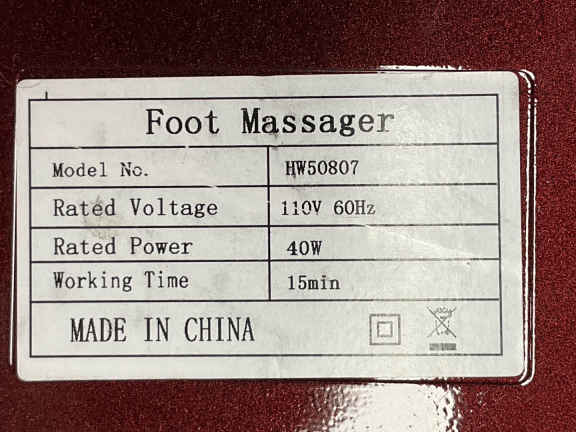 Foot Massager
Model No. HW50807
Rated Voltage 110V 60Hz
Rated Power 40W
Working Time 15min
MADE IN CHINA